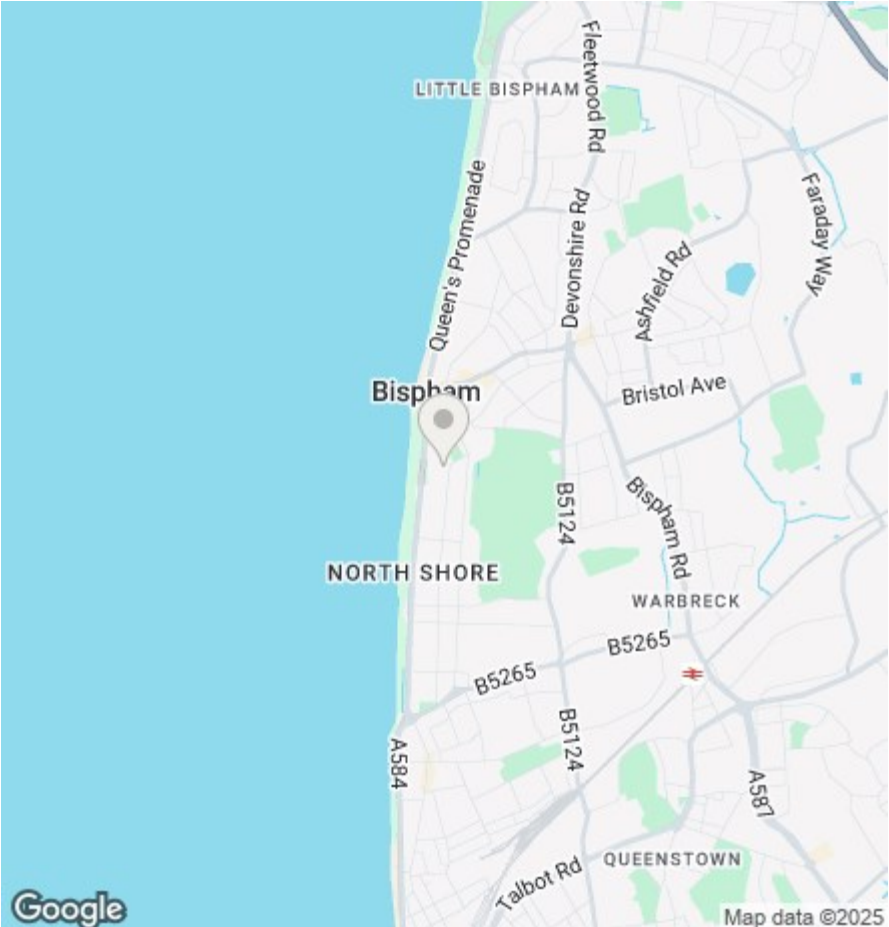 Fleetwood Rd
LITTLE BISPHAM
Queen's Promenade
Devonshire Rd
Faraday Way
Ashfield Rd
Bispham
Bristol Ave
B5124
Bispham Rd
NORTH SHORE
WARBRECK
B5265
B5265
B5124
A584
A587
Talbot Rd
QUEENSTOWN
Google
Map data ©2025